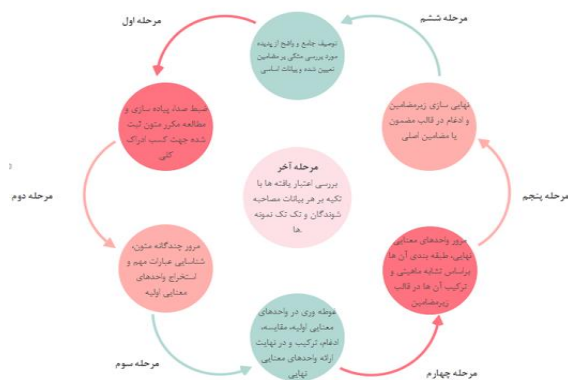 مرحله اول
مرحله ششم
توصیف جامع و واضح از پدیده
مورد بررسی متکی بر مضامین
تعیین شده و بیانات اساسی
ضبط صدا، پیاده سازی و
مطالعه مکرر متون ثبت
شده جهت کسب ادراک
کلی
نهایی سازی زیرمضامین
و ادغام در قالب مضمون
یا مضامین اصلی
مرحله آخر
بررسی اعتبار یافته ها با
تکیه بر هر بیانات مصاحبه
شوندگان و تک تک نمونه
ها.
مرحله دوم
مرحله پنجم
مرور چندگانه متون،
شناسایی عبارات مهم و
استخراج واحدهای
معنایی اولیه
مرور واحدهای معنایی
نهایی، طبقه بندی آن ها
براساس تشابه ماهیتی و
ترکیب آن ها در قالب
زیرمضامین
غوطه وری در واحدهای
معنایی اولیه، مقایسه،
ادغام، ترکیب و در نهایت
ارائه واحدهای معنایی
نهایی
مرحله سوم
مرحله چهارم